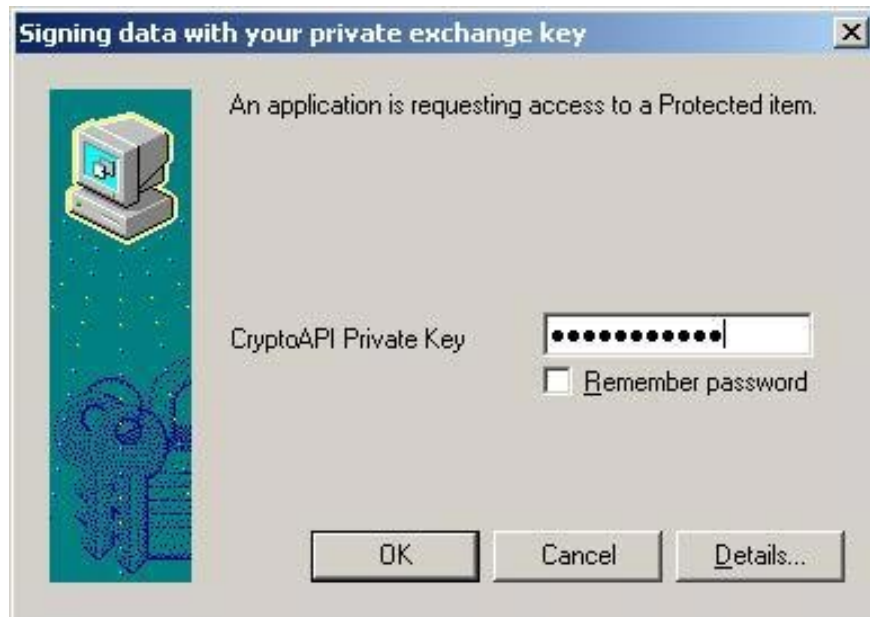 Signing data with your private exchange key
An application is requesting access to a Protected item.
CryptoAPI Private Key
●●●●●●●●●●●
Remember password
OK
Cancel
Details...